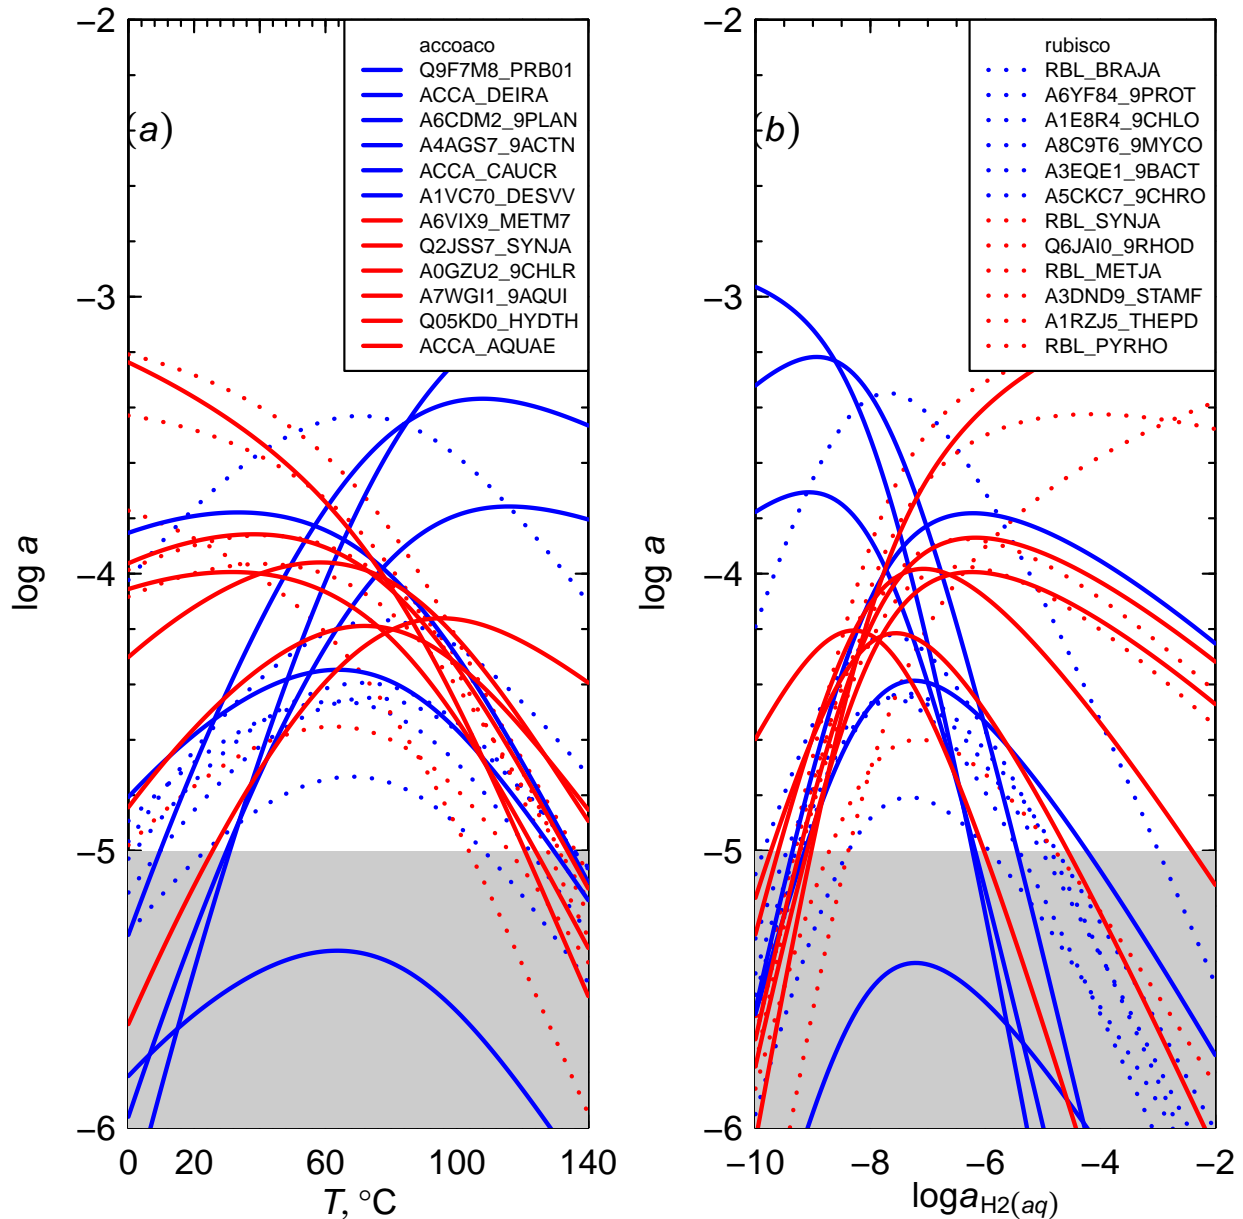 (a)
accoaco
Q9F7M8_PRB01
ACCA_DEIRA
A6CDM2_9PLAN
A4AGS7_9ACTN
ACCA_CAUCR
A1VC70_DESVV
A6VIX9_METM7
Q2JSS7_SYNJA
A0GZU2_9CHLR
A7WGI1_9AQUI
Q05KD0_HYDTH
ACCA_AQUAE
log a
−2
−3
−4
−5
−6
0 20 60 100 140
T, °C
(b)
rubisco
RBL_BRAJA
A6YF84_9PROT
A1E8R4_9CHLO
A8C9T6_9MYCO
A3EQE1_9BACT
A5CKC7_9CHRO
RBL_SYNJA
Q6JAI0_9RHOD
RBL_METJA
A3DND9_STAMF
A1RZJ5_THEPD
RBL_PYRHO
log a
−2
−3
−4
−5
−6
−10 −8 −6 −4 −2
logaH2(aq)